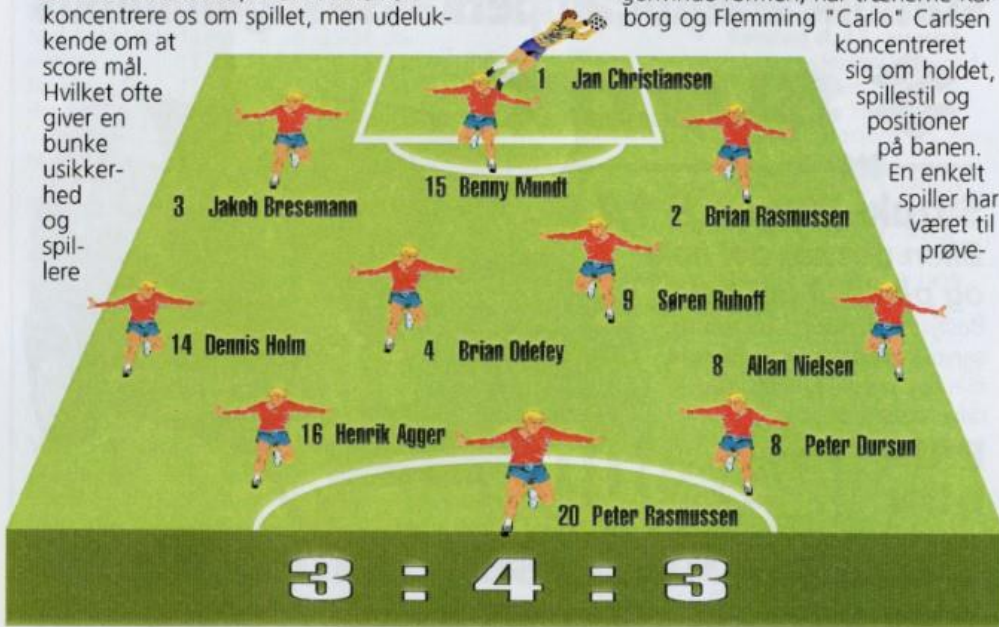 koncentrere os om spillet, men udeluk-
kende om at
score mål.
Hvilket ofte
giver en
bunke
usikker-
hed
og
spil-
lere
borg og Flemming "Carlo" Carlsen
koncentreret
sig om holdet,
spillestil og
positioner
på banen.
En enkelt
spiller har
været til
prøve-
1 Jan Christiansen
15 Benny Mundt
3 Jakob Bresemann
2 Brian Rasmussen
9 Søren Ruhoff
14 Dennis Holm
4 Brian Odefey
8 Allan Nielsen
16 Henrik Agger
8 Peter Dursun
20 Peter Rasmussen
3 : 4 : 3